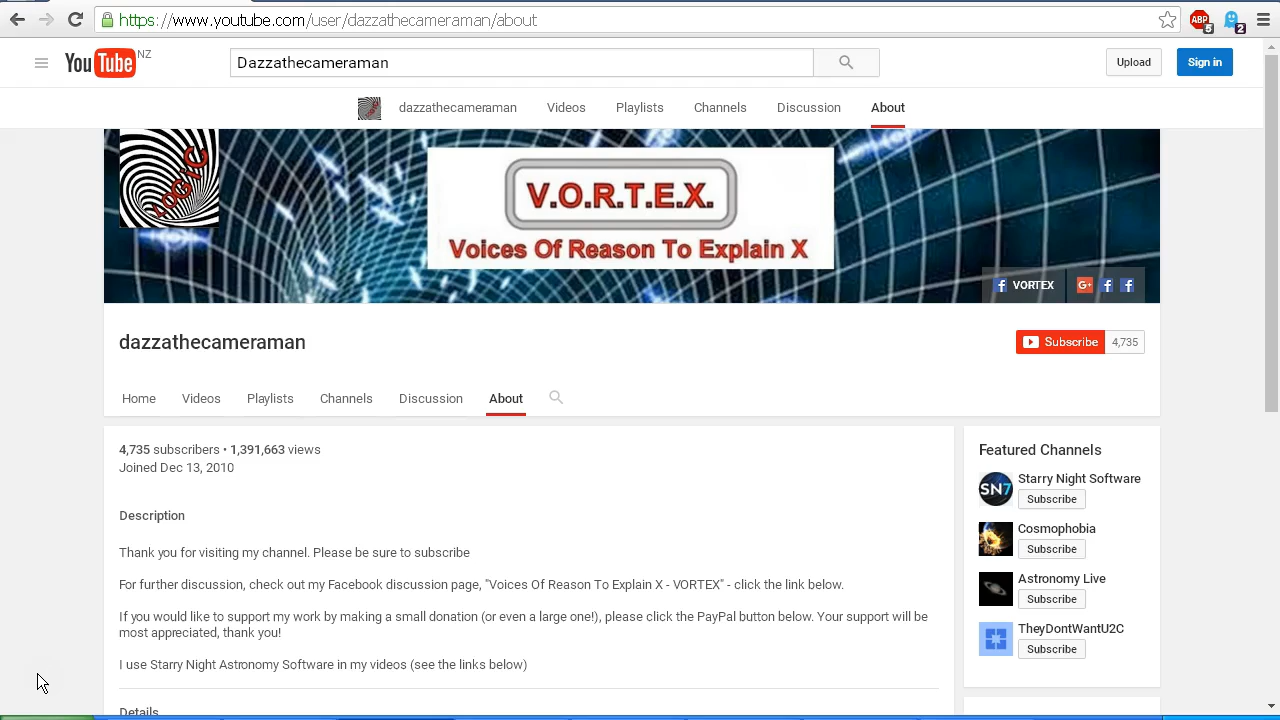 https://www.youtube.com/user/dazzathecameraman/about
ABP
5
2
YouTube NZ
Dazzathecameraman
Upload
Sign in
dazzathecameraman Videos Playlists Channels Discussion About
LOGIC
V.O.R.T.E.X.
Voices Of Reason To Explain X
VORTEX
G+
dazzathecameraman
Subscribe 4,735
Home Videos Playlists Channels Discussion About
4,735 subscribers • 1,391,663 views
Joined Dec 13, 2010
Description
Thank you for visiting my channel. Please be sure to subscribe
For further discussion, check out my Facebook discussion page, "Voices Of Reason To Explain X - VORTEX" - click the link below.
If you would like to support my work by making a small donation (or even a large one!), please click the PayPal button below. Your support will be
most appreciated, thank you!
I use Starry Night Astronomy Software in my videos (see the links below)
Details
Featured Channels
SN7
Starry Night Software
Subscribe
Cosmophobia
Subscribe
Astronomy Live
Subscribe
TheyDontWantU2C
Subscribe